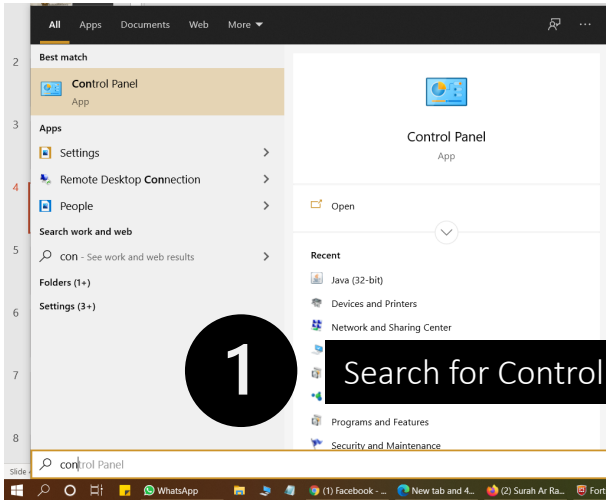 All Apps Documents Web More
2
Best match
Control Panel
App
3
Apps
Settings
Remote Desktop Connection
4
People
Search work and web
5
con - See work and web results
Folders (1+)
6
Settings (3+)
7
8
Slide
Control Panel
App
Open
Recent
Java (32-bit)
Devices and Printers
Network and Sharing Center
1
Search for Control
Programs and Features
Security and Maintenance
control Panel
WhatsApp
(1) Facebook - ...
New tab and 4...
(2) Surah Ar Ra...
Fort